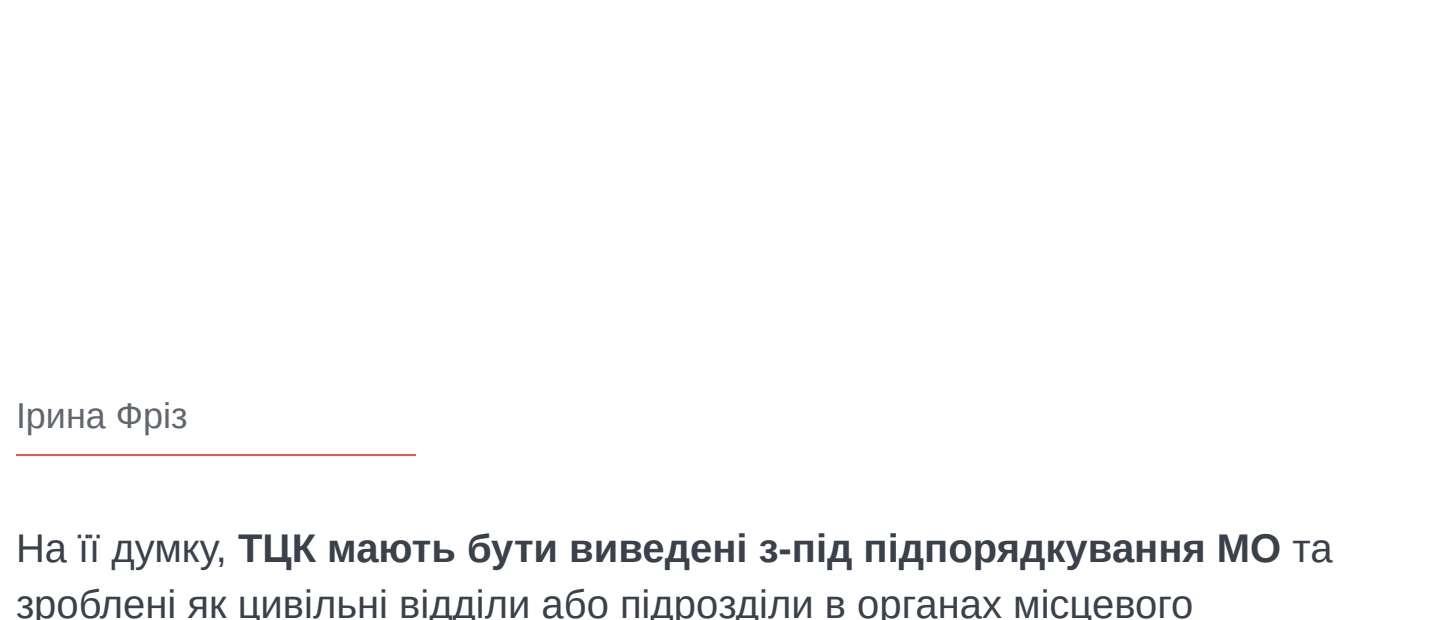 Ірина Фріз
На її думку, ТЦК мають бути виведені з-під підпорядкування МО та
зроблені як цивільні відділи або підрозділи в органах місцевого